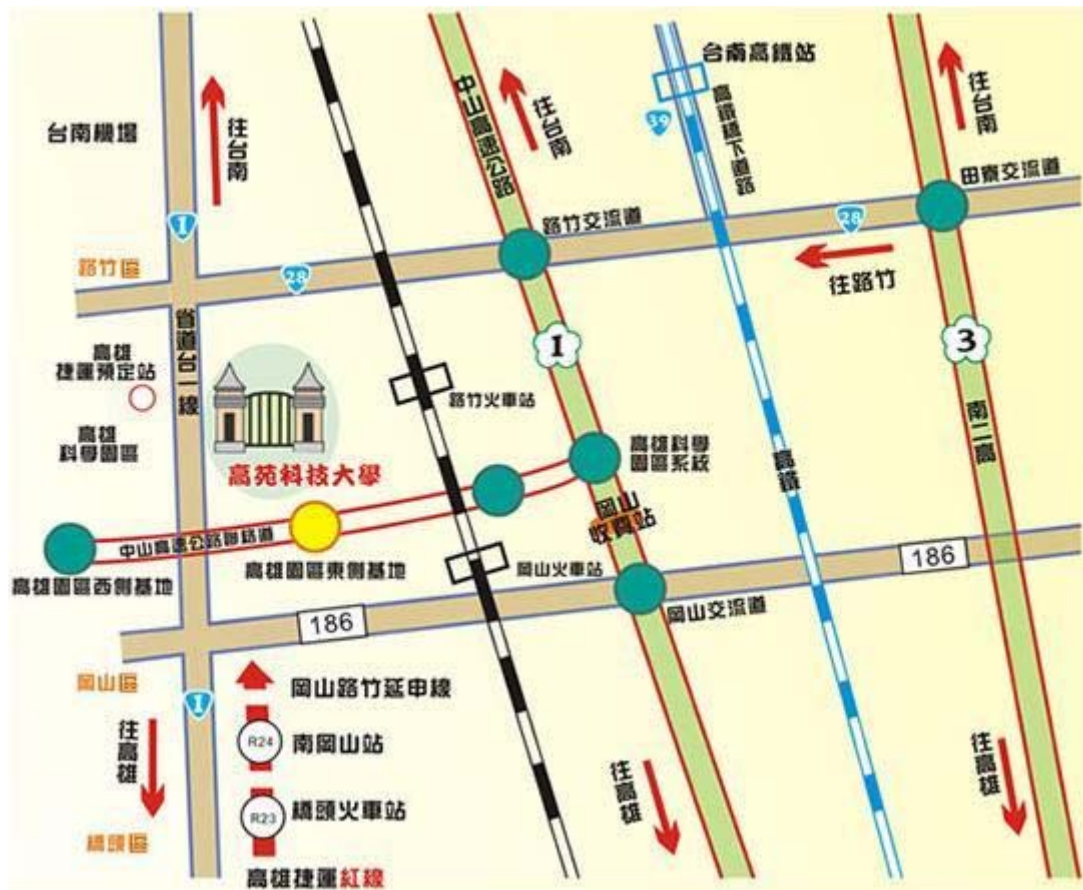 台南高鐵站
中山高速公路
往台南
往台南
往台南
台南機場
39
高鐵橋下道路
田寮交流道
1
路竹交流道
28
路竹區
28
往路竹
省道台一線
高雄
捷運預定站
1
3
路竹火車站
南二高
高雄
科學園區
高雄科學
園區系統
高苑科技大學
高鐵
岡山
收費站
中山高速公路聯絡道
高雄園區西側基地
高雄園區東側基地
岡山火車站
186
186
岡山交流道
岡山區
1
岡山路竹延申線
往高雄
R24
南岡山站
往高雄
往高雄
R23
橋頭火車站
橋頭區
高雄捷運紅線